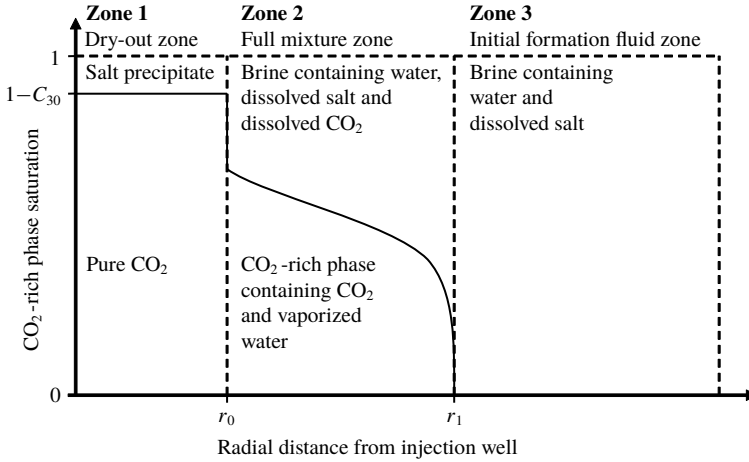 Zone 1
Dry-out zone
Zone 2
Full mixture zone
Zone 3
Initial formation fluid zone
1
Salt precipitate
1−C30
Brine containing water,
dissolved salt and
dissolved CO2
Brine containing
water and
dissolved salt
CO2-rich phase saturation
Pure CO2
CO2-rich phase
containing CO2
and vaporized
water
0
r0
r1
Radial distance from injection well